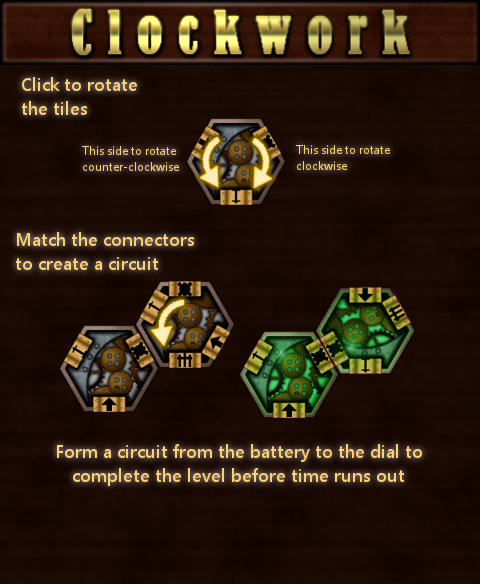 Clockwork
Click to rotate
the tiles
This side to rotate
counter-clockwise
This side to rotate
clockwise
Match the connectors
to create a circuit
Form a circuit from the battery to the dial to
complete the level before time runs out